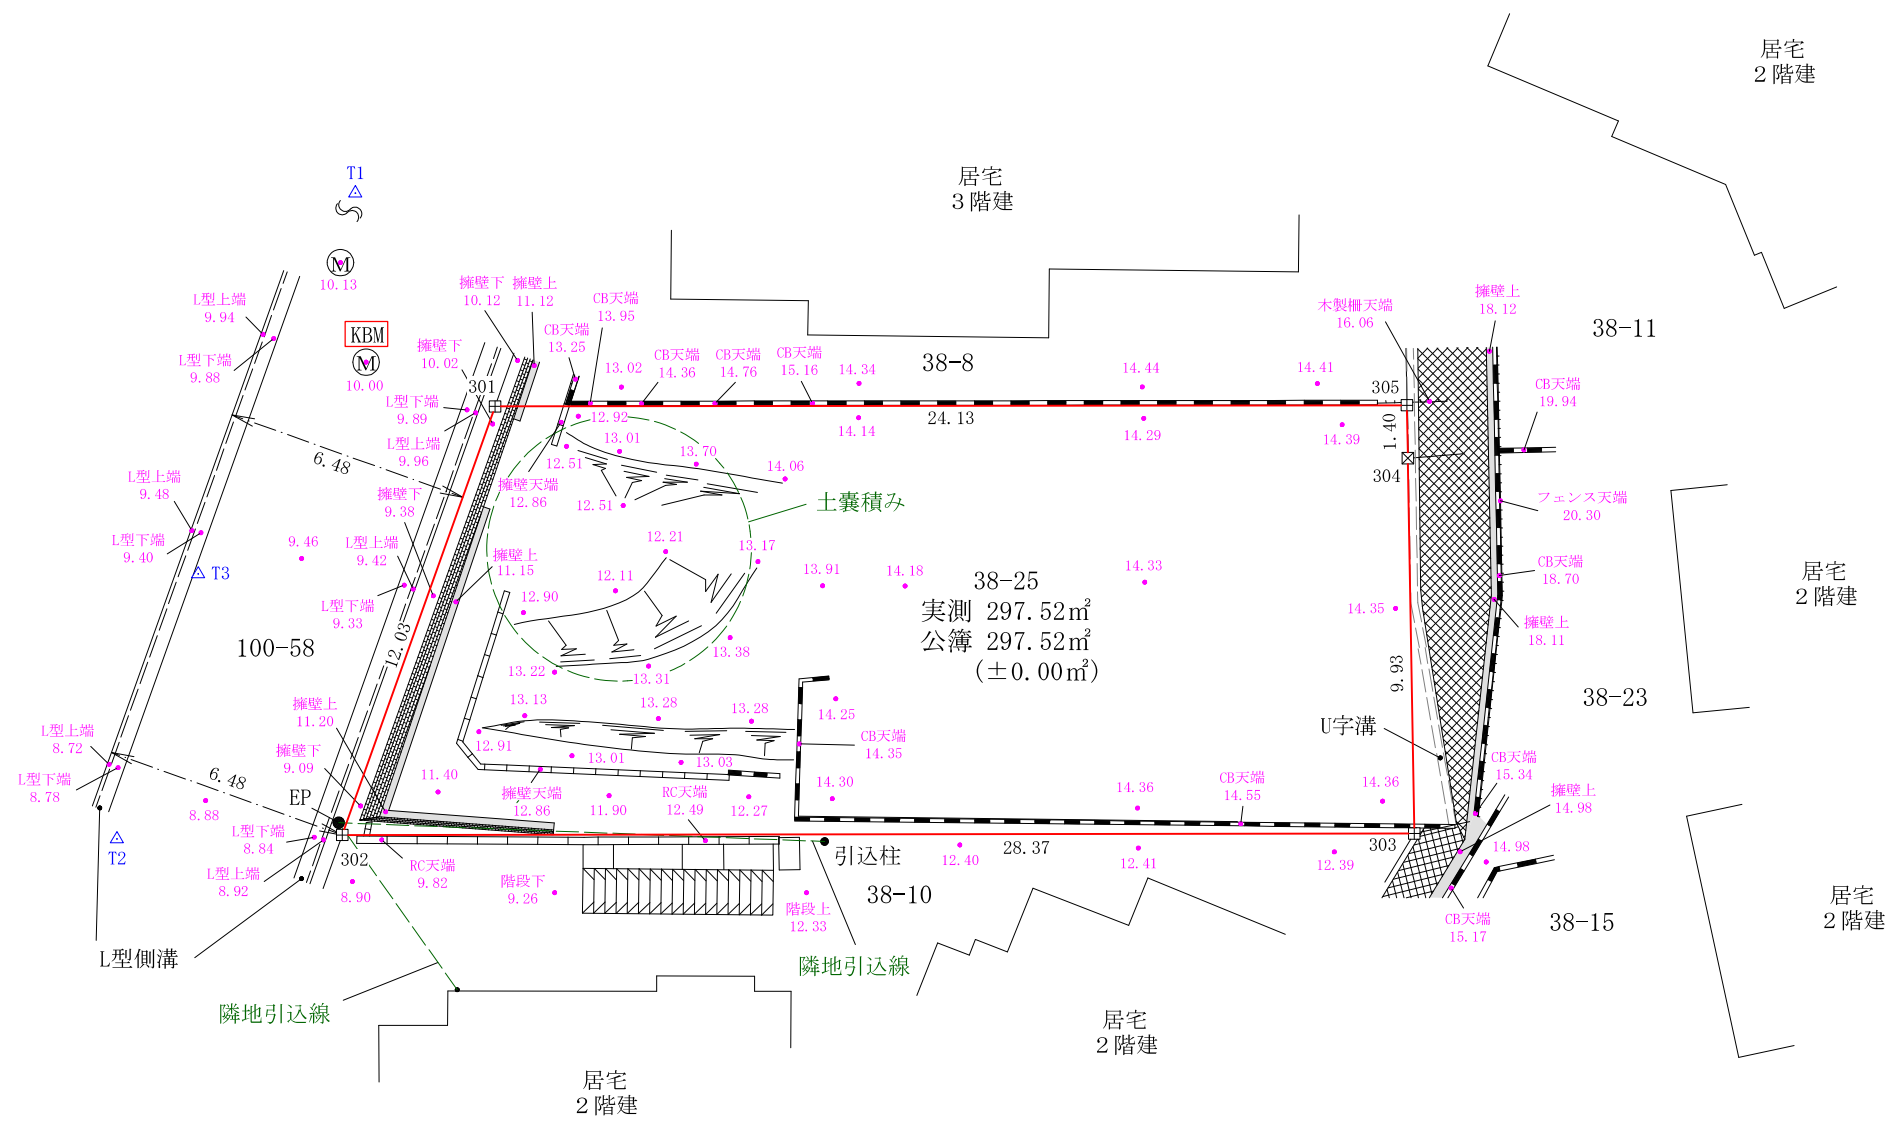 居宅
２階建
T1
居宅
３階建
M
10.13
L型上端
9.94
擁壁下
10.12
擁壁上
11.12
CB天端
13.95
木製柵天端
16.06
擁壁上
18.12
38-11
KBM
M
10.00
L型下端
9.88
擁壁下
10.02
CB天端
13.25
13.02
CB天端
14.36
CB天端
14.76
CB天端
15.16
14.34
38-8
14.44
14.41
305
CB天端
19.94
301
L型下端
9.89
12.92
24.13
14.14
14.29
14.39
1.40
L型上端
9.96
6.48
13.01
12.51
13.70
14.06
304
L型上端
9.48
擁壁下
9.38
擁壁天端
12.86
12.51
土嚢積み
フェンス天端
20.30
L型下端
9.40
9.46
L型上端
9.42
擁壁上
11.15
12.21
13.17
T3
13.91
14.18
38-25
実測 297.52㎡
公簿 297.52㎡
(±0.00㎡)
14.33
CB天端
18.70
居宅
２階建
L型下端
9.33
12.90
12.11
14.35
擁壁上
18.11
100-58
12.03
13.38
13.22
13.31
9.93
38-23
擁壁上
11.20
13.13
13.28
13.28
14.25
U字溝
L型上端
8.72
擁壁下
9.09
12.91
13.01
13.03
CB天端
14.35
CB天端
15.34
L型下端
8.78
6.48
11.40
擁壁天端
12.86
11.90
RC天端
12.49
12.27
14.30
14.36
CB天端
14.55
14.36
擁壁上
14.98
EP
8.88
T2
L型下端
8.84
302
引込柱
12.40
28.37
12.41
12.39
303
14.98
L型上端
8.92
8.90
RC天端
9.82
階段下
9.26
階段上
12.33
38-10
CB天端
15.17
38-15
居宅
２階建
L型側溝
隣地引込線
隣地引込線
居宅
２階建
居宅
２階建